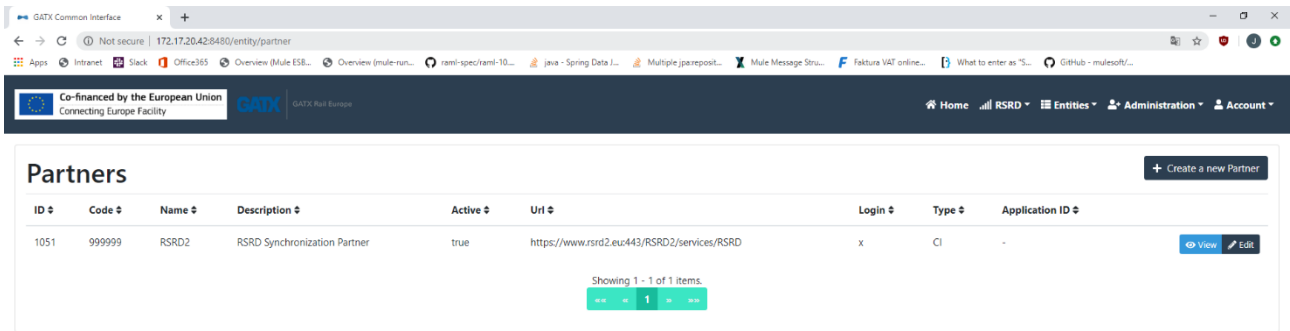 GATX Common Interface
Not secure | 172.17.20.42:8480/entity/partner
Apps Intranet Slack Office365 Overview (Mule ESB... Overview (mule-run... raml-spec/raml-10.... java - Spring Data J... Multiple jpa:reposit... Mule Message Stru... Faktura VAT online... What to enter as "S... GitHub - mulesoft/...
Co-financed by the European Union
Connecting Europe Facility
GATX GATX Rail Europe
Home RSRD Entities Administration Account
Partners
+ Create a new Partner
ID Code Name Description Active Url Login Type Application ID
1051 999999 RSRD2 RSRD Synchronization Partner true https://www.rsrd2.eu:443/RSRD2/services/RSRD x CI - View Edit
Showing 1 - 1 of 1 items.
«« « 1 » »»